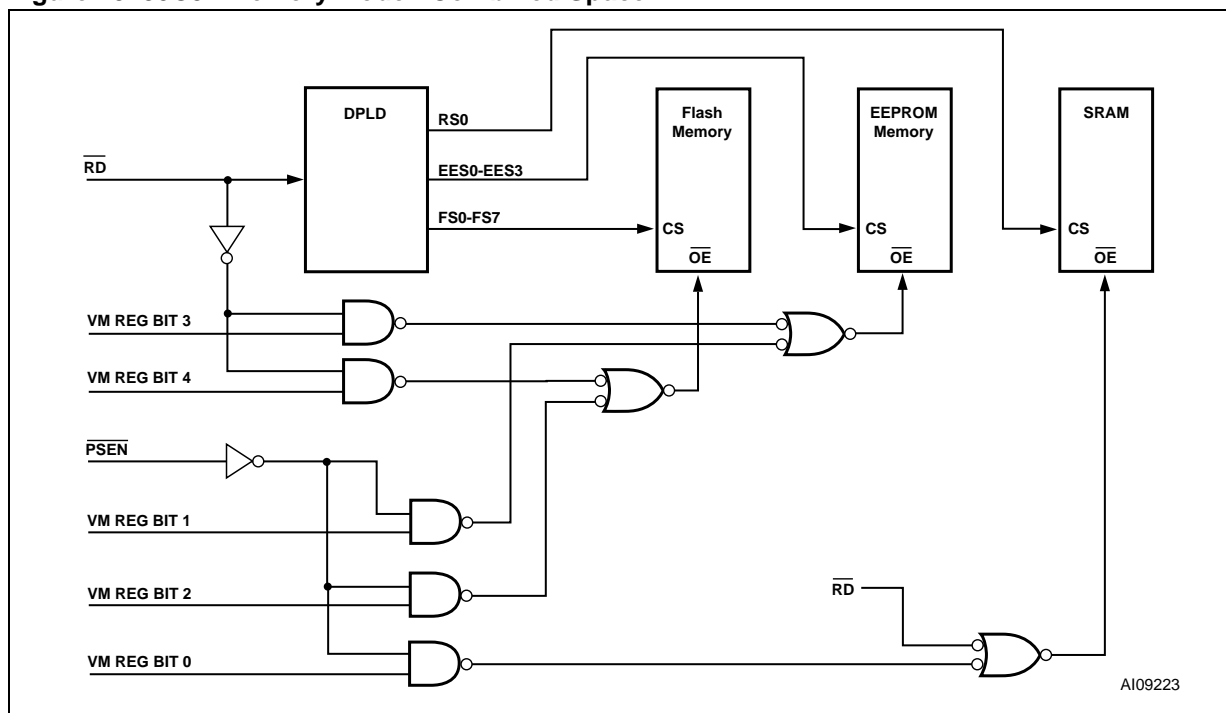 DPLD
RS0
EES0-EES3
FS0-FS7
Flash
Memory
CS
OE
EEPROM
Memory
CS
OE
SRAM
CS
OE
RD
VM REG BIT 3
VM REG BIT 4
PSEN
VM REG BIT 1
VM REG BIT 2
VM REG BIT 0
RD
AI09223